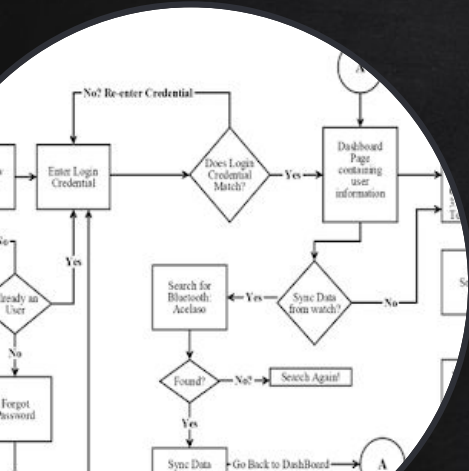 A
No? Re-enter Credential
Enter Login
Credential
Does Login
Credential
Match?
Yes
Dashboard
Page
containing
user
information
Yes
Already an
User
No
Forgot
Password
Search for
Bluetooth:
Acelaso
Yes
Sync Data
from watch?
No
Found?
No?
Search Again!
Yes
Sync Data
Go Back to DashBoard
A